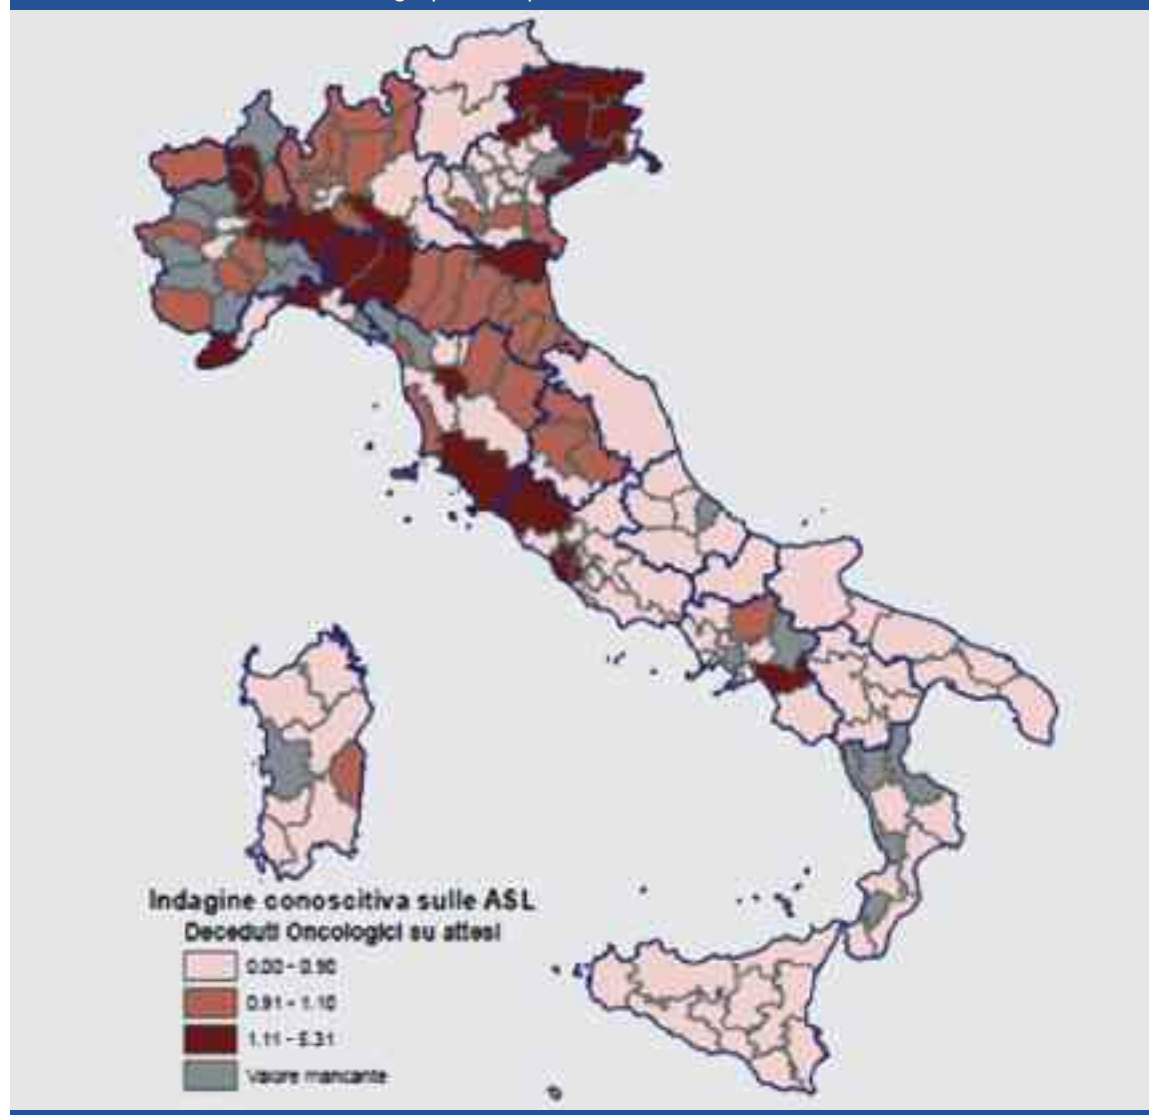 Indagine conoscitiva sulle ASL
Deceduti Oncologici su attesi
0.00 - 0.90
0.91 - 1.10
1.11 - 5.31
Valore mancante